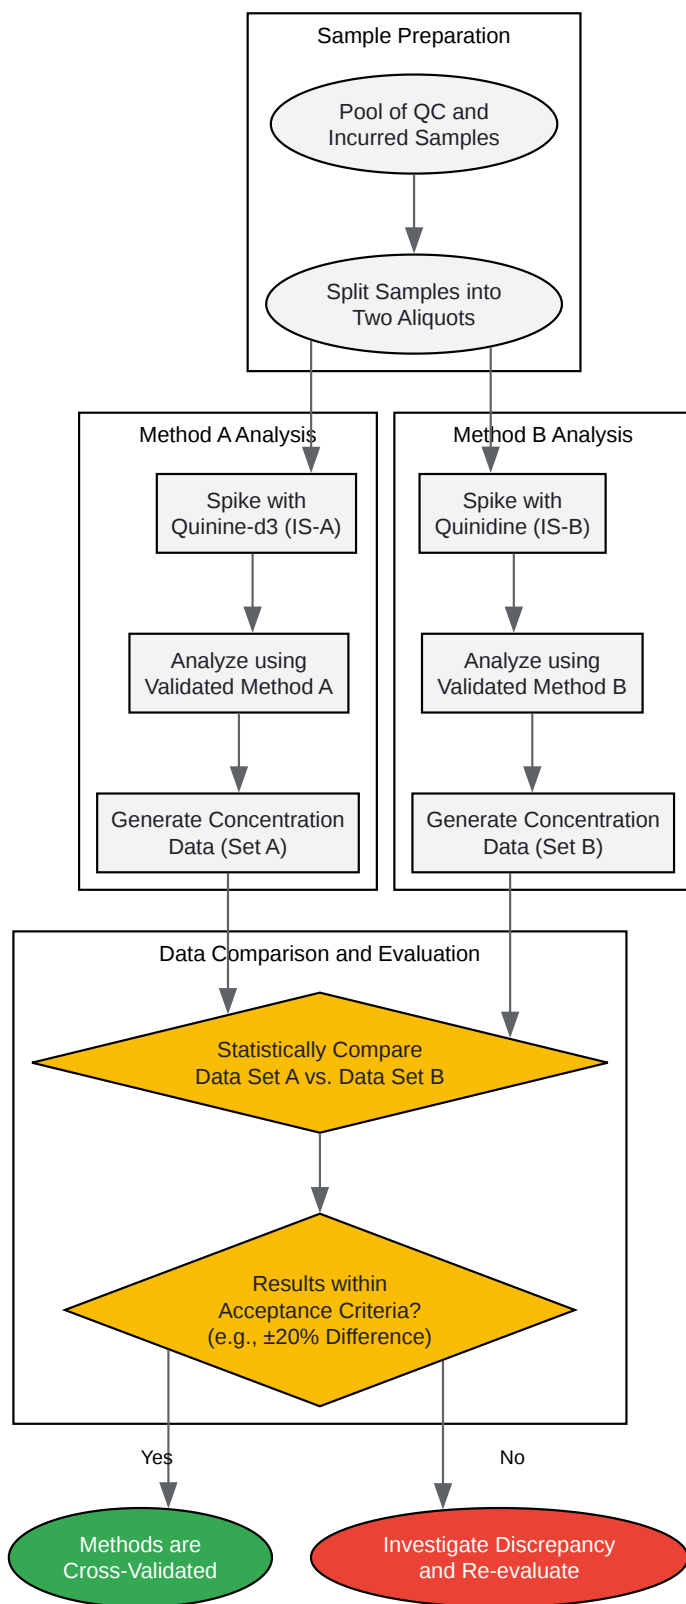 Sample Preparation
Pool of QC and
Incurred Samples
Split Samples into
Two Aliquots
Method A Analysis
Spike with
Quinine-d3 (IS-A)
Analyze using
Validated Method A
Generate Concentration
Data (Set A)
Method B Analysis
Spike with
Quinidine (IS-B)
Analyze using
Validated Method B
Generate Concentration
Data (Set B)
Data Comparison and Evaluation
Statistically Compare
Data Set A vs. Data Set B
Results within
Acceptance Criteria?
(e.g., ±20% Difference)
Yes
No
Methods are
Cross-Validated
Investigate Discrepancy
and Re-evaluate